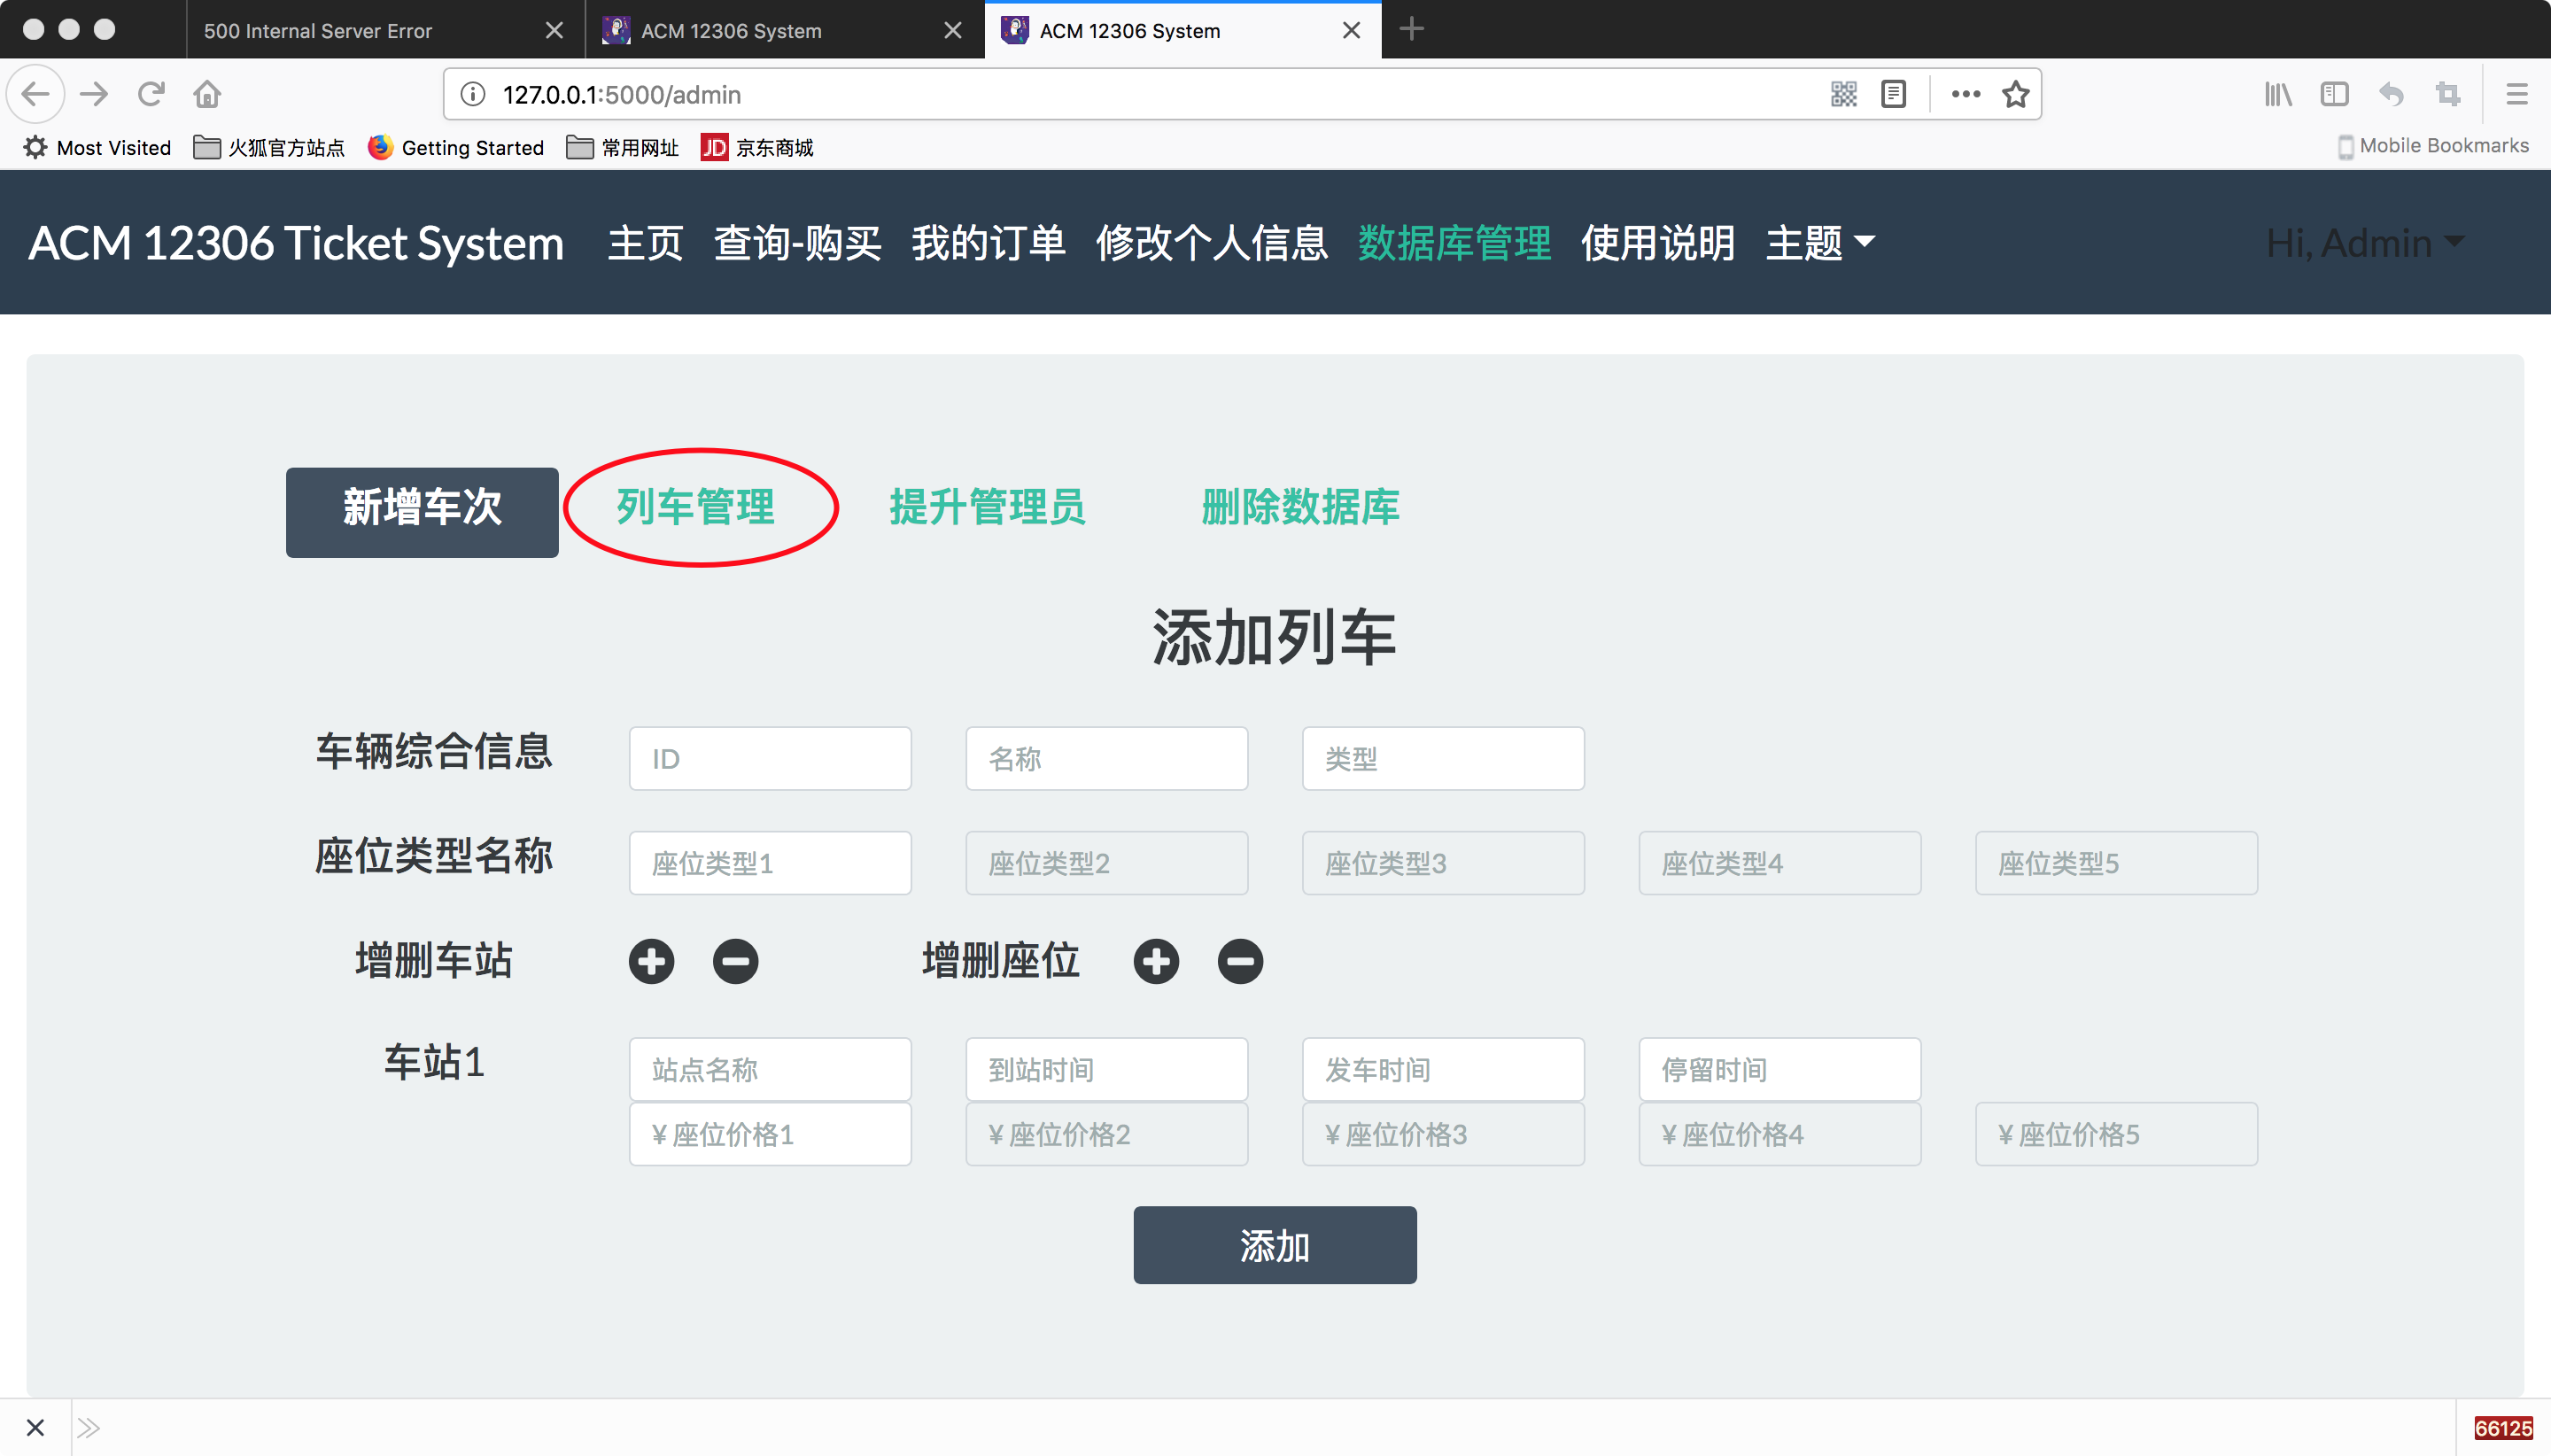 500 Internal Server Error
ACM 12306 System
ACM 12306 System
127.0.0.1:5000/admin
Most Visited 火狐官方站点 Getting Started 常用网址 JD 京东商城 Mobile Bookmarks
ACM 12306 Ticket System 主页 查询-购买 我的订单 修改个人信息 数据库管理 使用说明 主题 Hi, Admin
新增车次 列车管理 提升管理员 删除数据库
添加列车
车辆综合信息 ID 名称 类型
座位类型名称 座位类型1 座位类型2 座位类型3 座位类型4 座位类型5
增删车站 增删座位
车站1 站点名称 到站时间 发车时间 停留时间
¥ 座位价格1 ¥ 座位价格2 ¥ 座位价格3 ¥ 座位价格4 ¥ 座位价格5
添加
66125